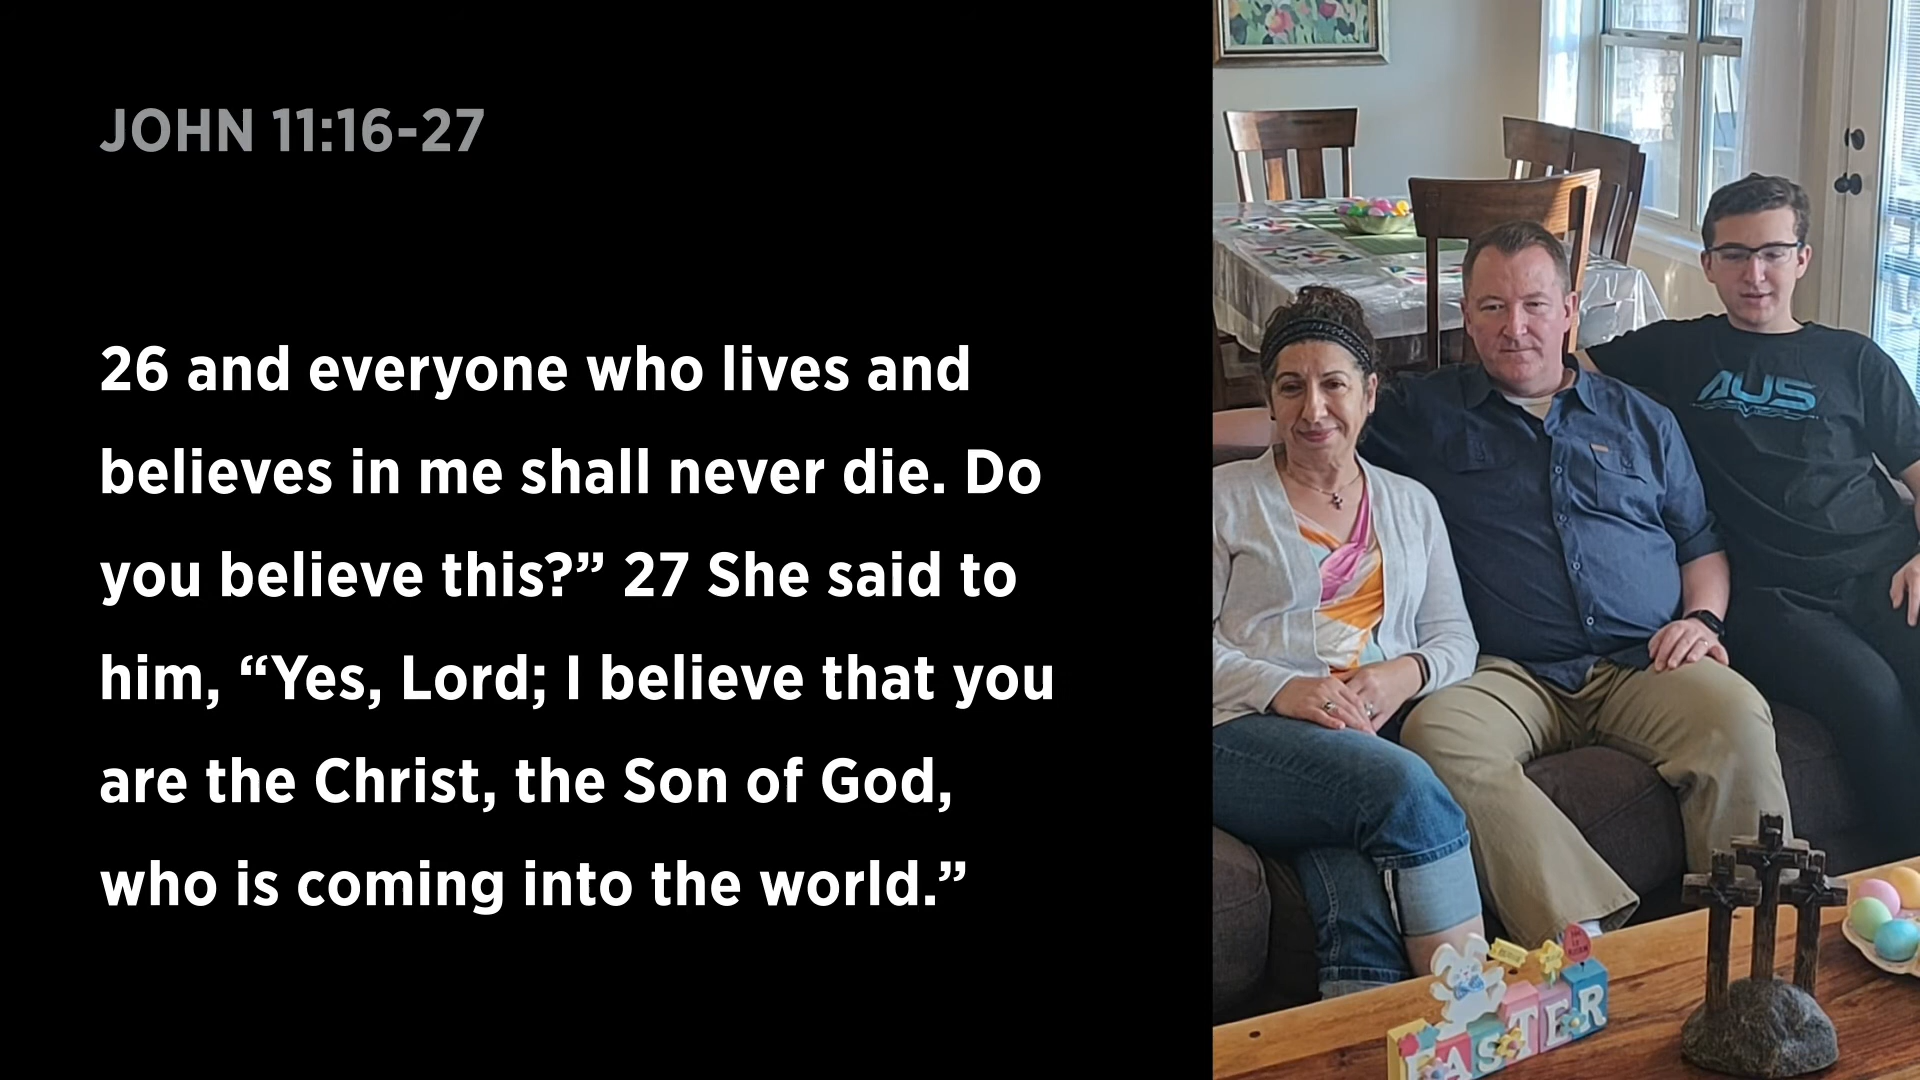 JOHN 11:16-27
26 and everyone who lives and
believes in me shall never die. Do
you believe this?” 27 She said to
him, “Yes, Lord; I believe that you
are the Christ, the Son of God,
who is coming into the world.”
AUS
EASTER